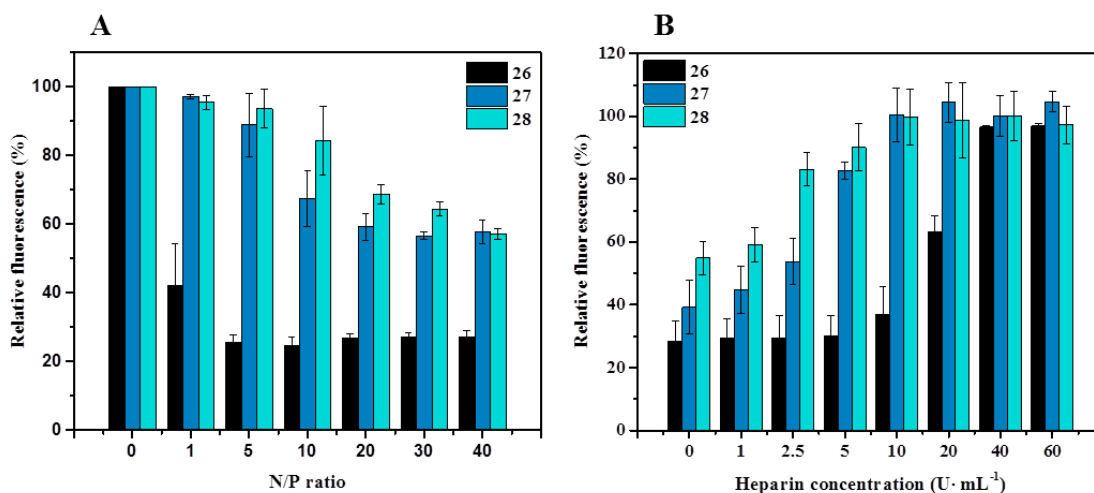 A
Relative fluorescence (%)
100
80
60
40
20
0
26
27
28
0 1 5 10 20 30 40
N/P ratio
B
Relative fluorescence (%)
120
100
80
60
40
20
0
26
27
28
0 1 2.5 5 10 20 40 60
Heparin concentration (U· mL⁻¹)